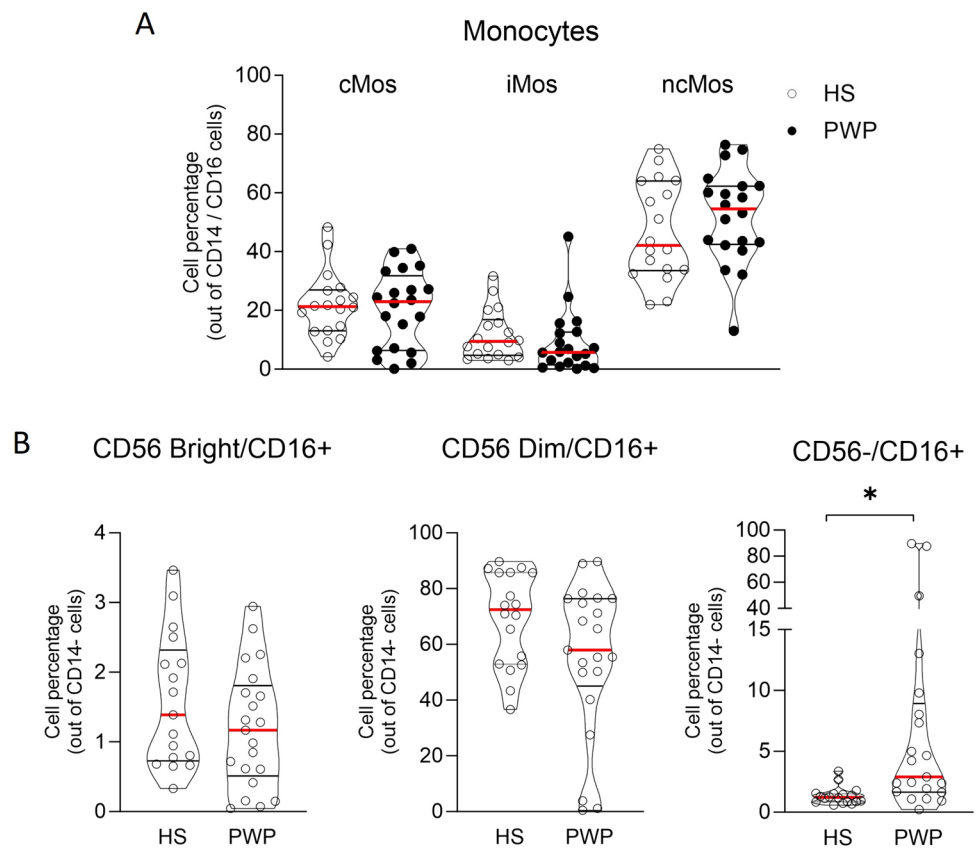 A
Monocytes
cMos
iMos
ncMos
HS
PWP
Cell percentage
(out of CD14 / CD16 cells)
100
80
60
40
20
0
B
CD56 Bright/CD16+
CD56 Dim/CD16+
CD56-/CD16+
*
Cell percentage
(out of CD14- cells)
4
3
2
1
0
HS
PWP
Cell percentage
(out of CD14- cells)
100
80
60
40
20
0
HS
PWP
Cell percentage
(out of CD14- cells)
100
80
60
40
15
10
5
0
HS
PWP